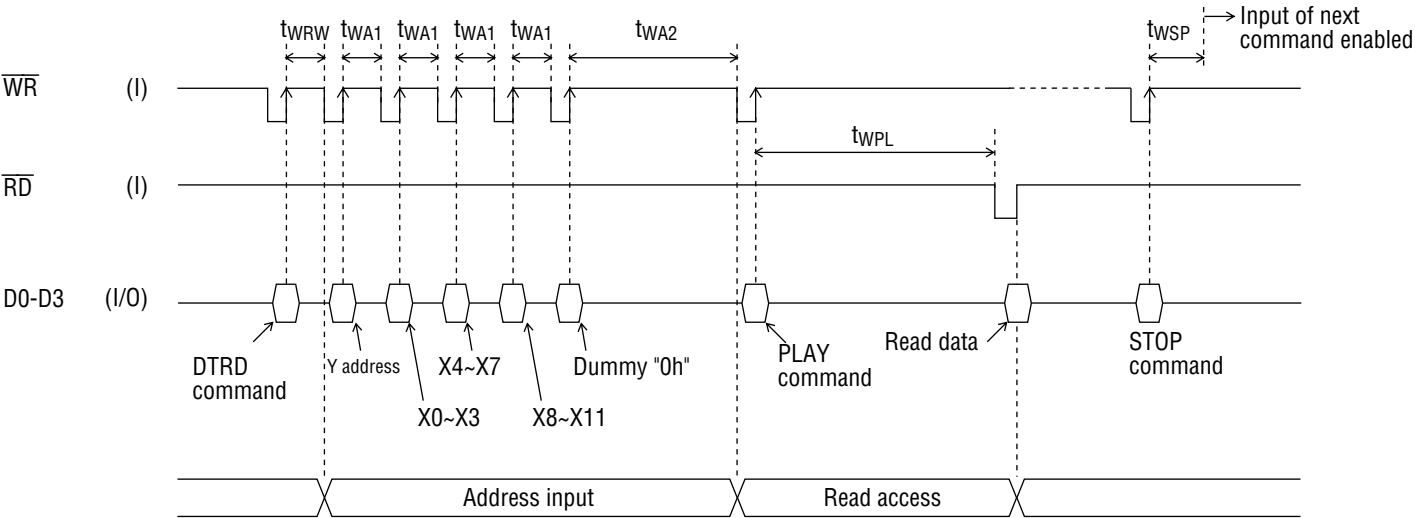 tWRW tWA1 tWA1 tWA1 tWA1 tWA2 tWSP Input of next
command enabled
WR (I)
tWPL
RD (I)
D0-D3 (I/O)
DTRD
command
Y address
X0~X3
X4~X7
X8~X11
Dummy "0h"
PLAY
command
Read data
STOP
command
Address input Read access